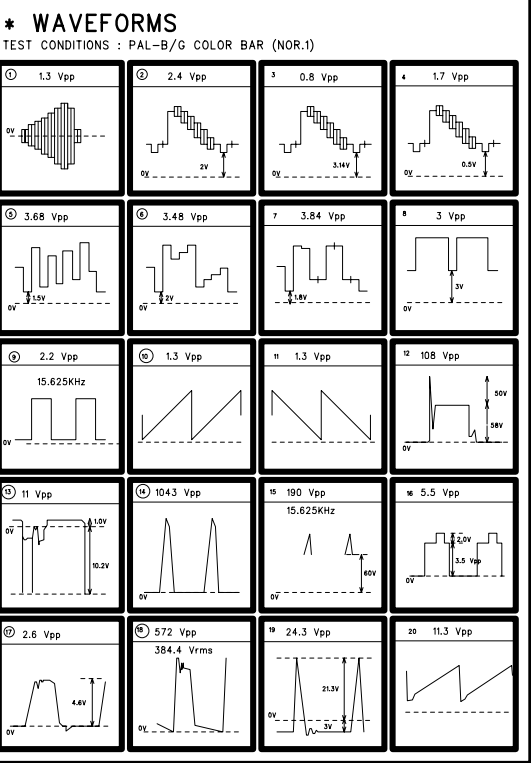 * WAVEFORMS
TEST CONDITIONS : PAL-B/G COLOR BAR (NOR.1)
1 1.3 Vpp
0V
2 2.4 Vpp
2V
0V
3 0.8 Vpp
3.14V
0V
4 1.7 Vpp
0.5V
0V
5 3.68 Vpp
1.5V
0V
6 3.48 Vpp
2V
0V
7 3.84 Vpp
1.8V
0V
8 3 Vpp
3V
0V
9 2.2 Vpp
15.625KHz
0V
10 1.3 Vpp
0V
11 1.3 Vpp
0V
12 108 Vpp
50V
58V
0V
13 11 Vpp
1.0V
0V
10.2V
14 1043 Vpp
0V
15 190 Vpp
15.625KHz
60V
0V
16 5.5 Vpp
2.0V
3.5 Vpp
0V
17 2.6 Vpp
4.6V
0V
18 572 Vpp
384.4 Vrms
0V
19 24.3 Vpp
21.3V
0V
3V
20 11.3 Vpp
0V